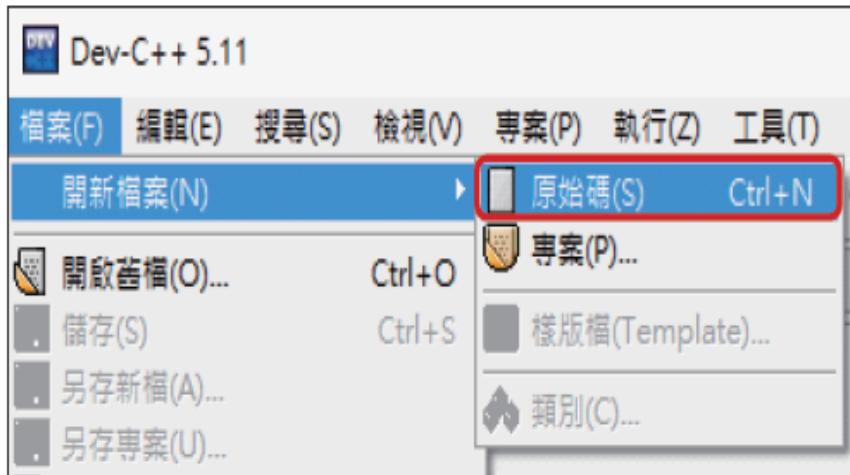 Dev-C++ 5.11
檔案(F) 編輯(E) 搜尋(S) 檢視(V) 專案(P) 執行(Z) 工具(T)
開新檔案(N)
原始碼(S) Ctrl+N
專案(P)...
開啟舊檔(O)... Ctrl+O
儲存(S) Ctrl+S
樣版檔(Template)...
另存新檔(A)...
類別(C)...
另存專案(U)...